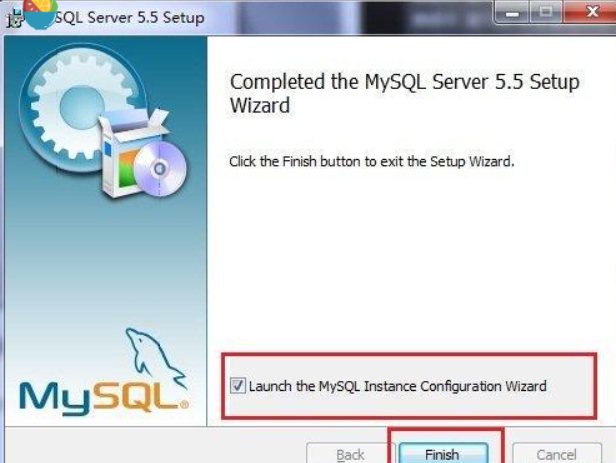 SQL Server 5.5 Setup
Completed the MySQL Server 5.5 Setup
Wizard
Click the Finish button to exit the Setup Wizard.
Launch the MySQL Instance Configuration Wizard
MySQL®
Back
Finish
Cancel